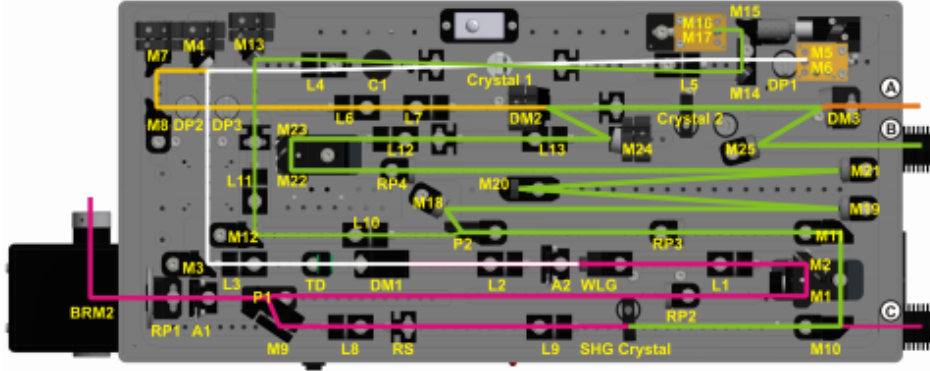 M15
M7 M4 M13 M16
M17
M5
M6
L4 C1 Crystal 1 L5 M14 DP1
A
M8 DP2 DP3 L6 L7 DM2 Crystal 2 DM3
B
M23
L12 L13 M24 M25
M22
L11 RP4 M20 M21
M18 M19
L10
M12 P2 RP3 M11
M3 M2
L3 TD DM1 L2 A2 WLG L1
M1
BRM2 P1 RP2 C
RP1 A1
M9 L8 RS L9 SHG Crystal M10